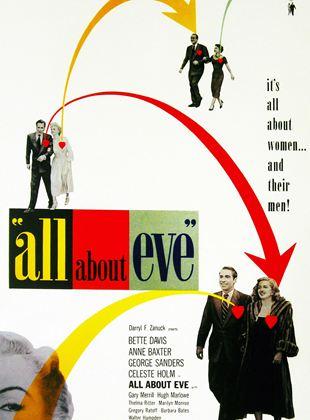 it's
all
about
women...
and
their
men!
"all about eve"
Darryl F. Zanuck presents
BETTE DAVIS
ANNE BAXTER
GEORGE SANDERS
CELESTE HOLM
IN
ALL ABOUT EVE with
Gary Merrill Hugh Marlowe
Thelma Ritter Marilyn Monroe
Gregory Ratoff Barbara Bates
Walter Hampden